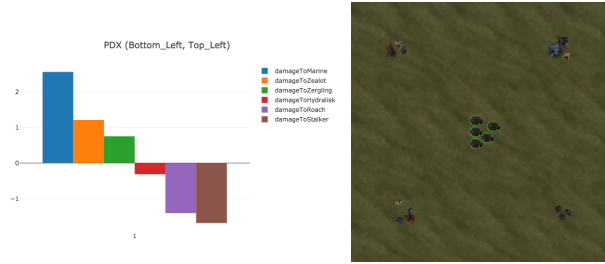 PDX (Bottom_Left, Top_Left)
damageToMarine
damageToZealot
damageToZergling
damageToHydralisk
damageToRoach
damageToStalker
2
1
0
−1
1